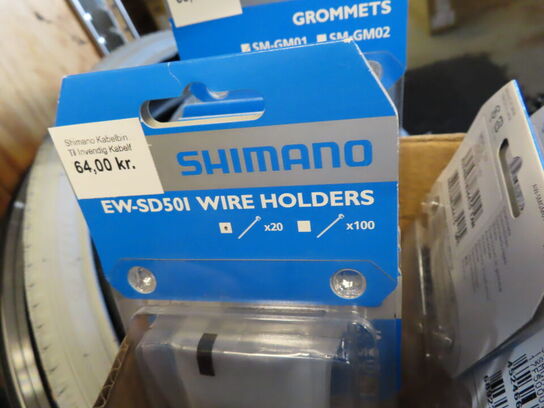 GROMMETS
SM-GM01 SM-GM02
Shimano Kabelbin.
Til Invendig Kabelf
64,00 kr.
SHIMANO
EW-SD50I WIRE HOLDERS
x20 x100